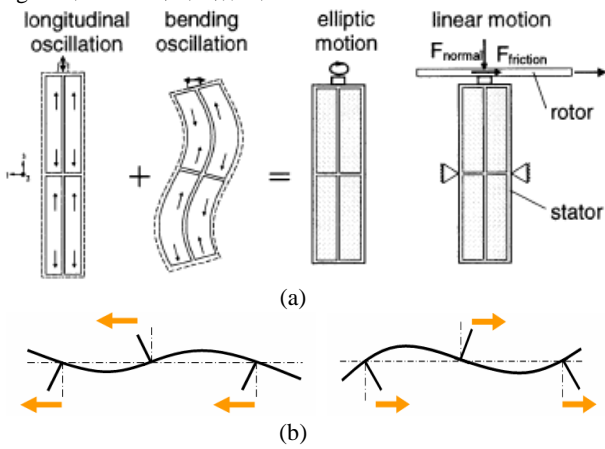 longitudinal bending elliptic linear motion
oscillation oscillation motion
F_normal F_friction
rotor
+ =
stator
(a)
(b)